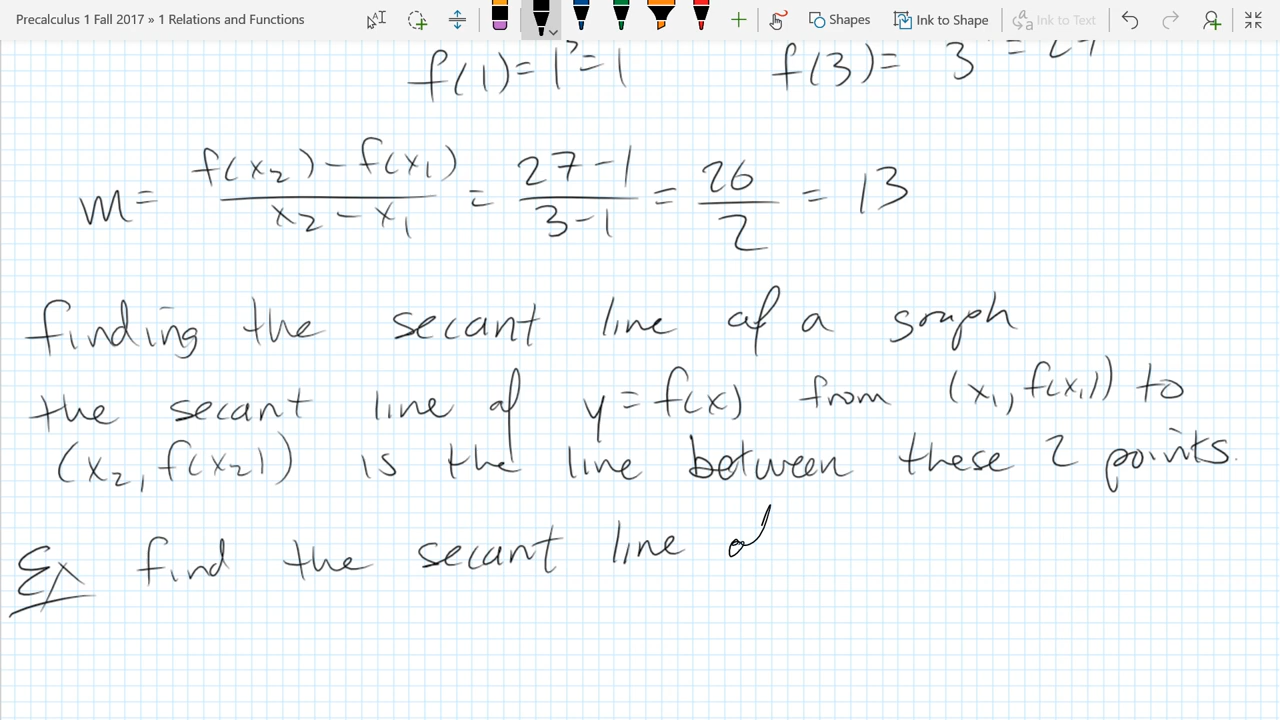 Precalculus 1 Fall 2017 » 1 Relations and Functions
Shapes
Ink to Shape
Ink to Text
f(1) = 1³ = 1 f(3) = 3 = 27
m = f(x₂) - f(x₁) / x₂ - x₁ = 27 - 1 / 3 - 1 = 26 / 2 = 13
finding the secant line of a graph
the secant line of y = f(x) from (x₁, f(x₁)) to
(x₂, f(x₂)) is the line between these 2 points.
Ex find the secant line